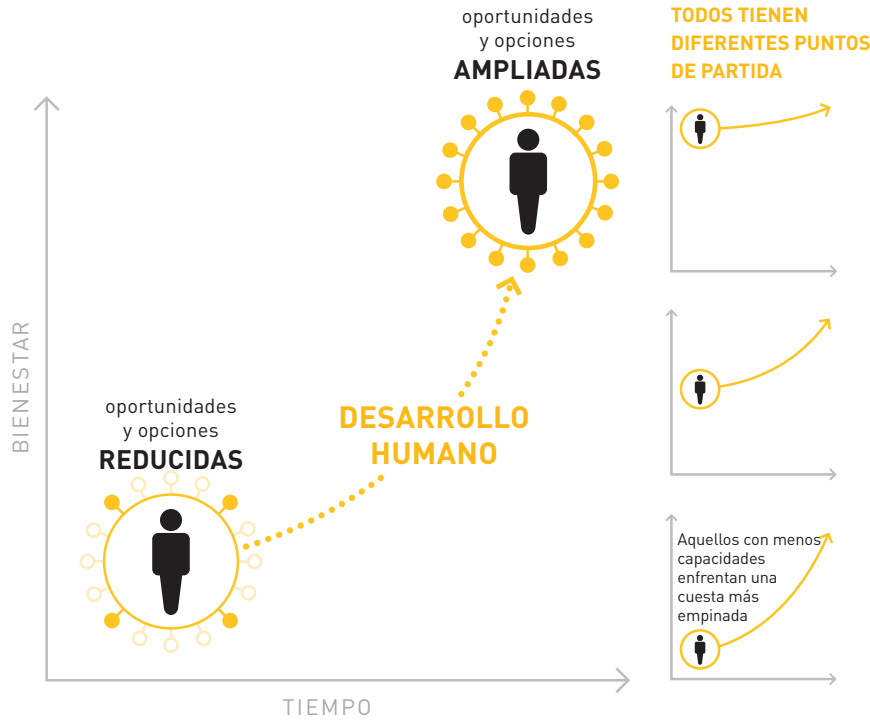 oportunidades
y opciones
AMPLIADAS
TODOS TIENEN
DIFERENTES PUNTOS
DE PARTIDA
BIENESTAR
oportunidades
y opciones
REDUCIDAS
DESARROLLO
HUMANO
Aquellos con menos
capacidades
enfrentan una
cuesta más
empinada
TIEMPO